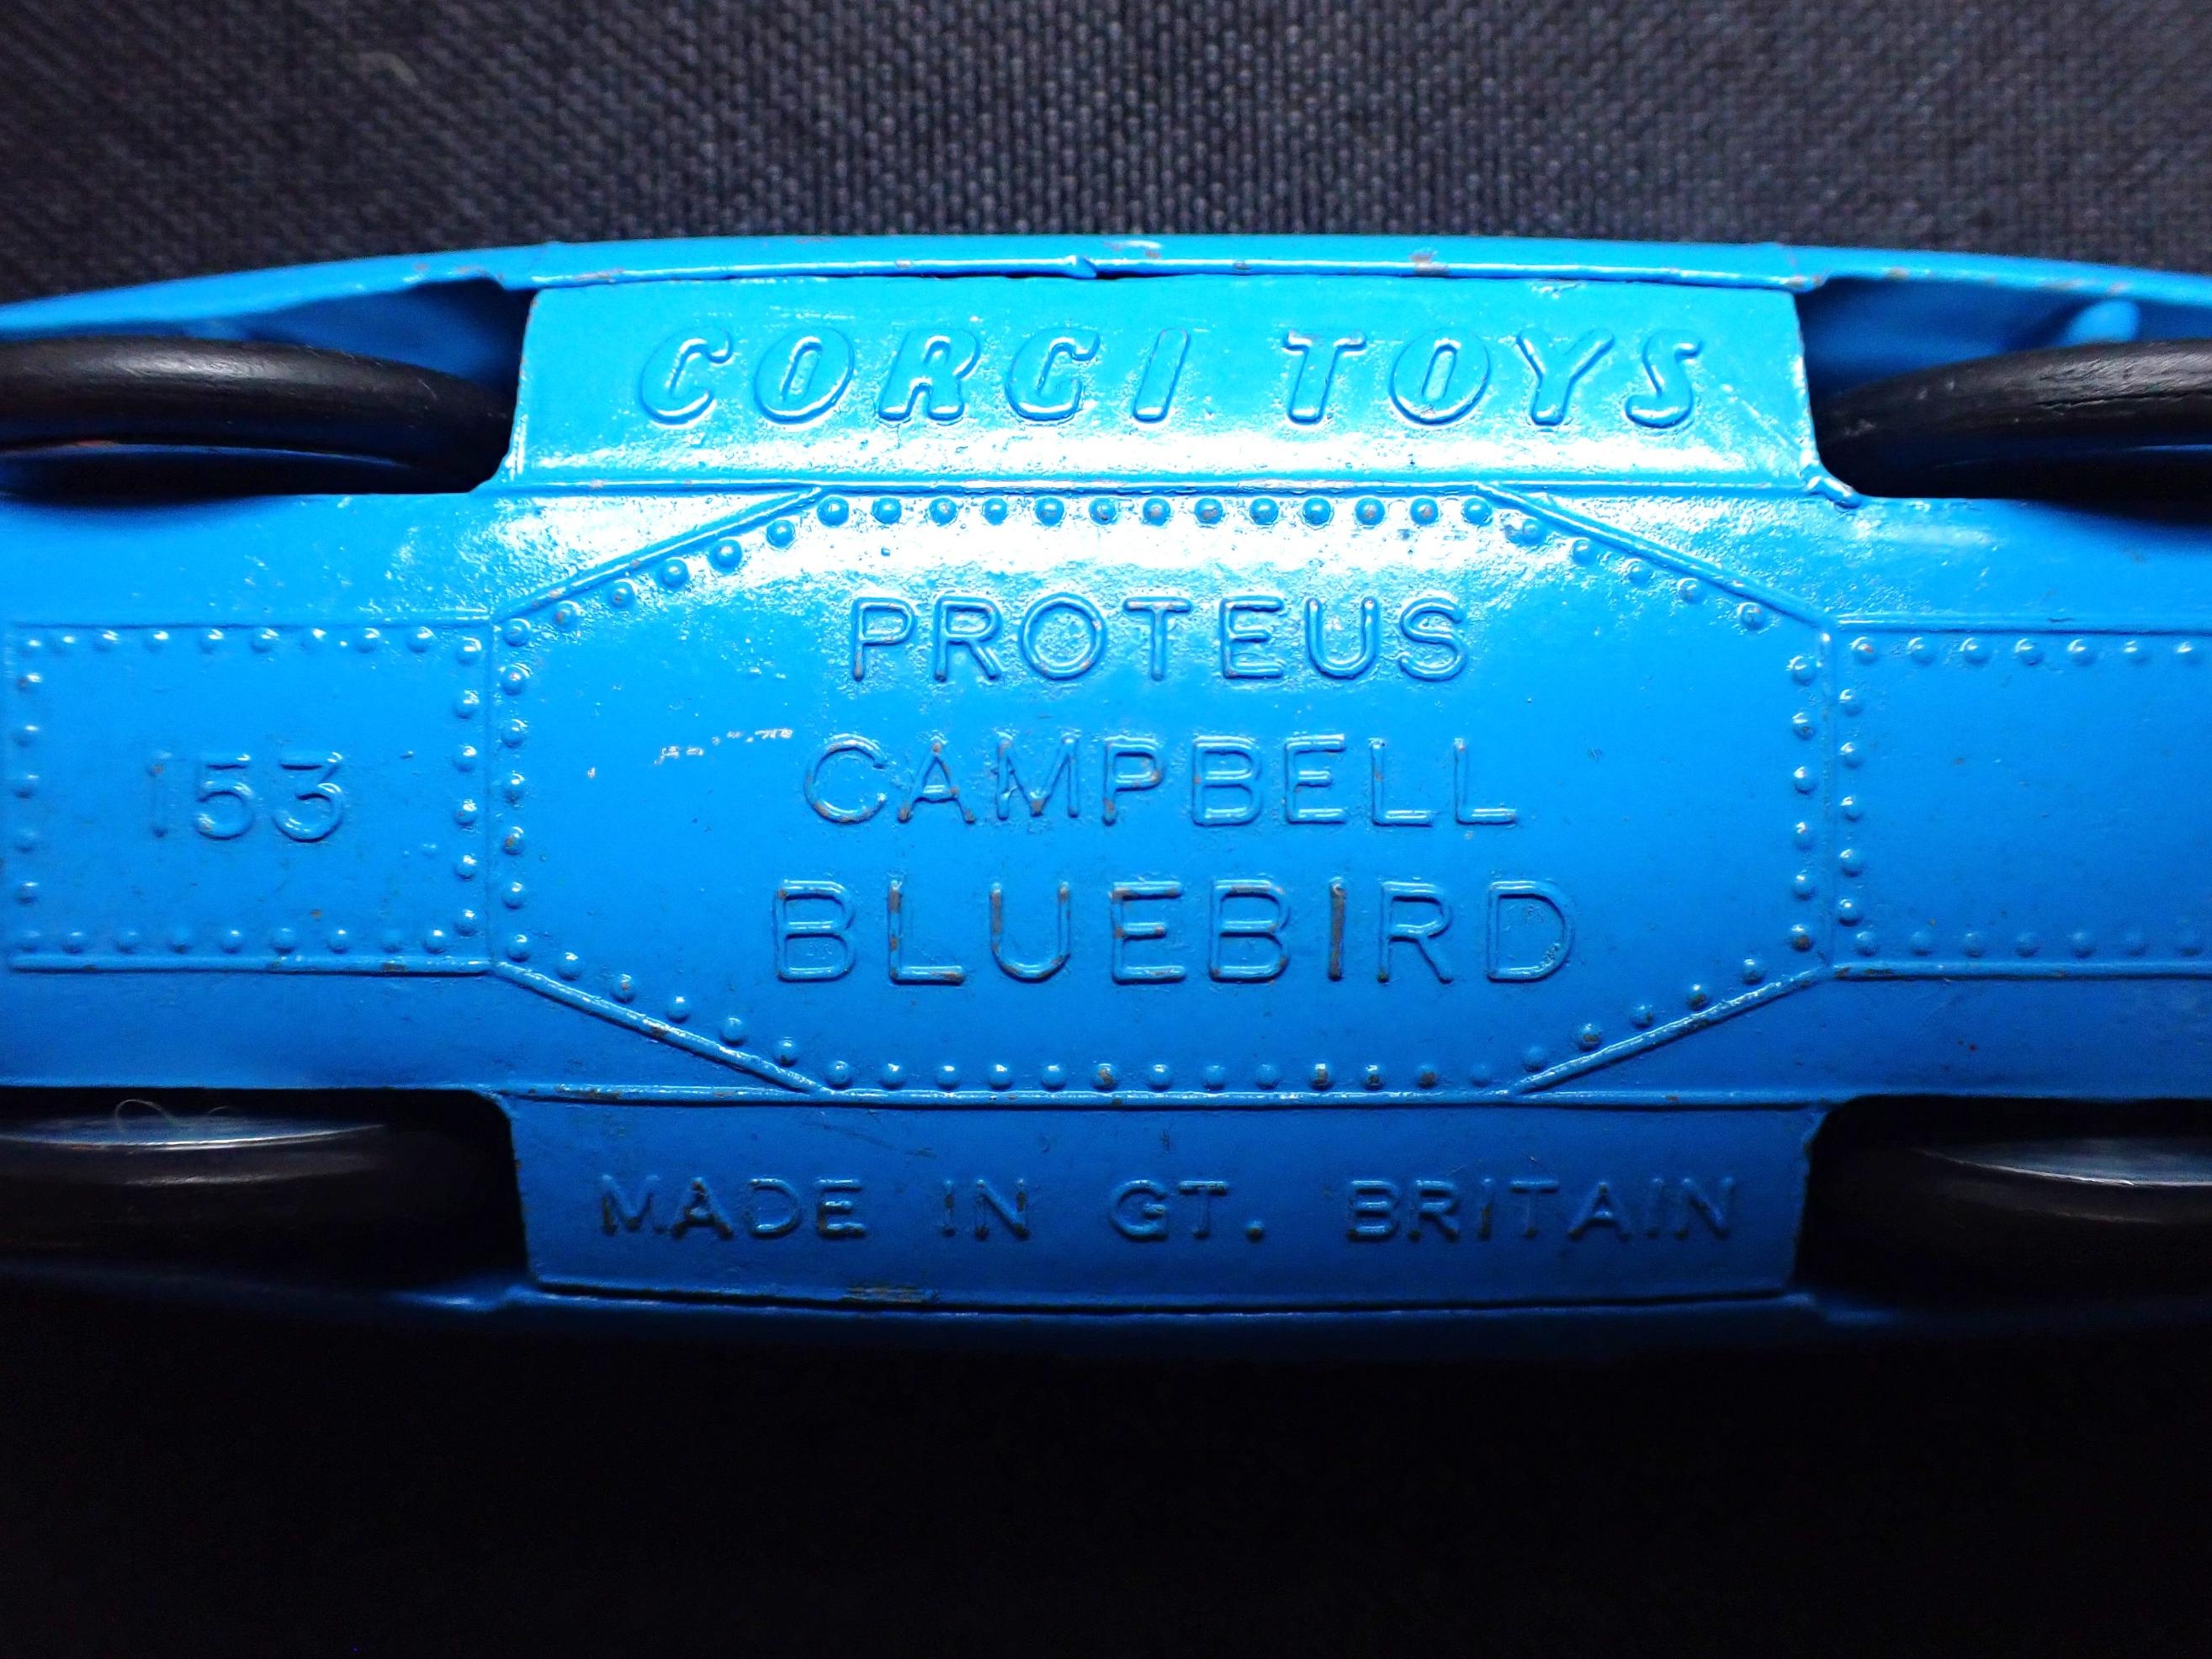 CORGI TOYS
PROTEUS
CAMPBELL
BLUEBIRD
153
MADE IN GT. BRITAIN